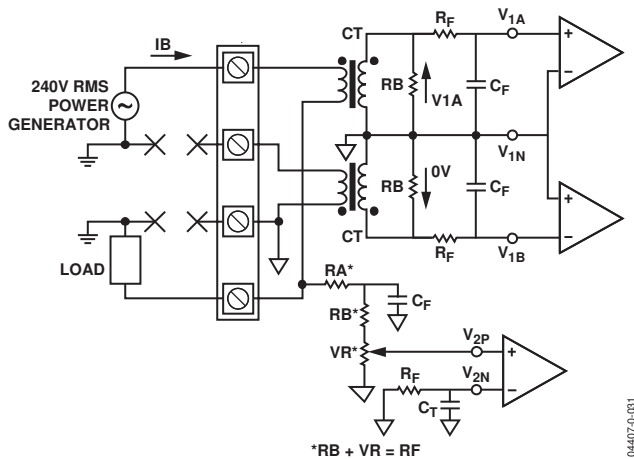 IB
CT
RF
V1A
240V RMS
POWER
GENERATOR
~
RB
V1A
CF
+
–
V1N
RB
0V
CF
+
–
CT
RF
V1B
LOAD
RA*
RB*
CF
VR*
V2P
+
RF
V2N
–
CT
*RB + VR = RF
04407-0-031